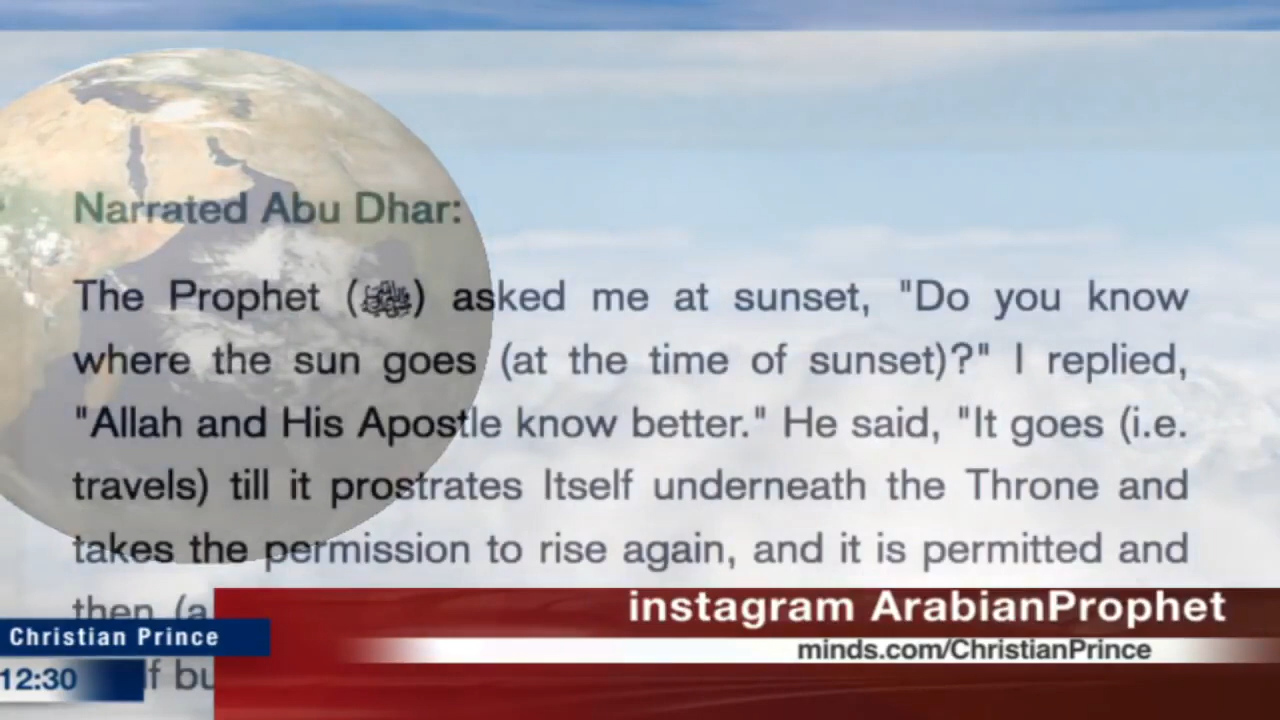 Narrated Abu Dhar:
The Prophet (ﷺ) asked me at sunset, "Do you know
where the sun goes (at the time of sunset)?" I replied,
"Allah and His Apostle know better." He said, "It goes (i.e.
travels) till it prostrates Itself underneath the Throne and
takes the permission to rise again, and it is permitted and
then (a
instagram ArabianProphet
Christian Prince
minds.com/ChristianPrince
12:30